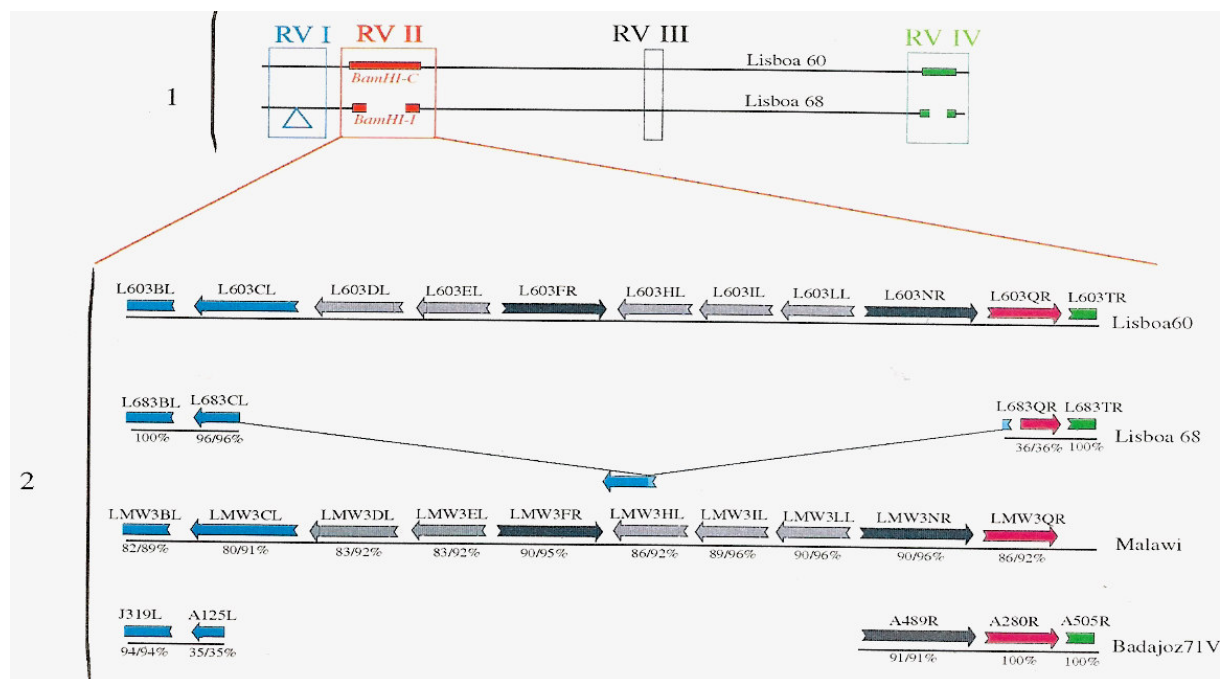 RV I RV II RV III RV IV
Lisboa 60
BamHI-C
1
Lisboa 68
BamHI-I
2
L603BL L603CL L603DL L603EL L603FR L603HL L603IL L603LL L603NR L603QR L603TR
Lisboa60
L683BL L683CL L683QR L683TR
Lisboa 68
100% 96/96% 36/36% 100%
LMW3BL LMW3CL LMW3DL LMW3EL LMW3FR LMW3HL LMW3IL LMW3LL LMW3NR LMW3QR
Malawi
82/89% 80/91% 83/92% 83/92% 90/95% 86/92% 89/96% 90/96% 90/96% 86/92%
J319L A125L A489R A280R A505R
Badajoz71V
94/94% 35/35% 91/91% 100% 100%